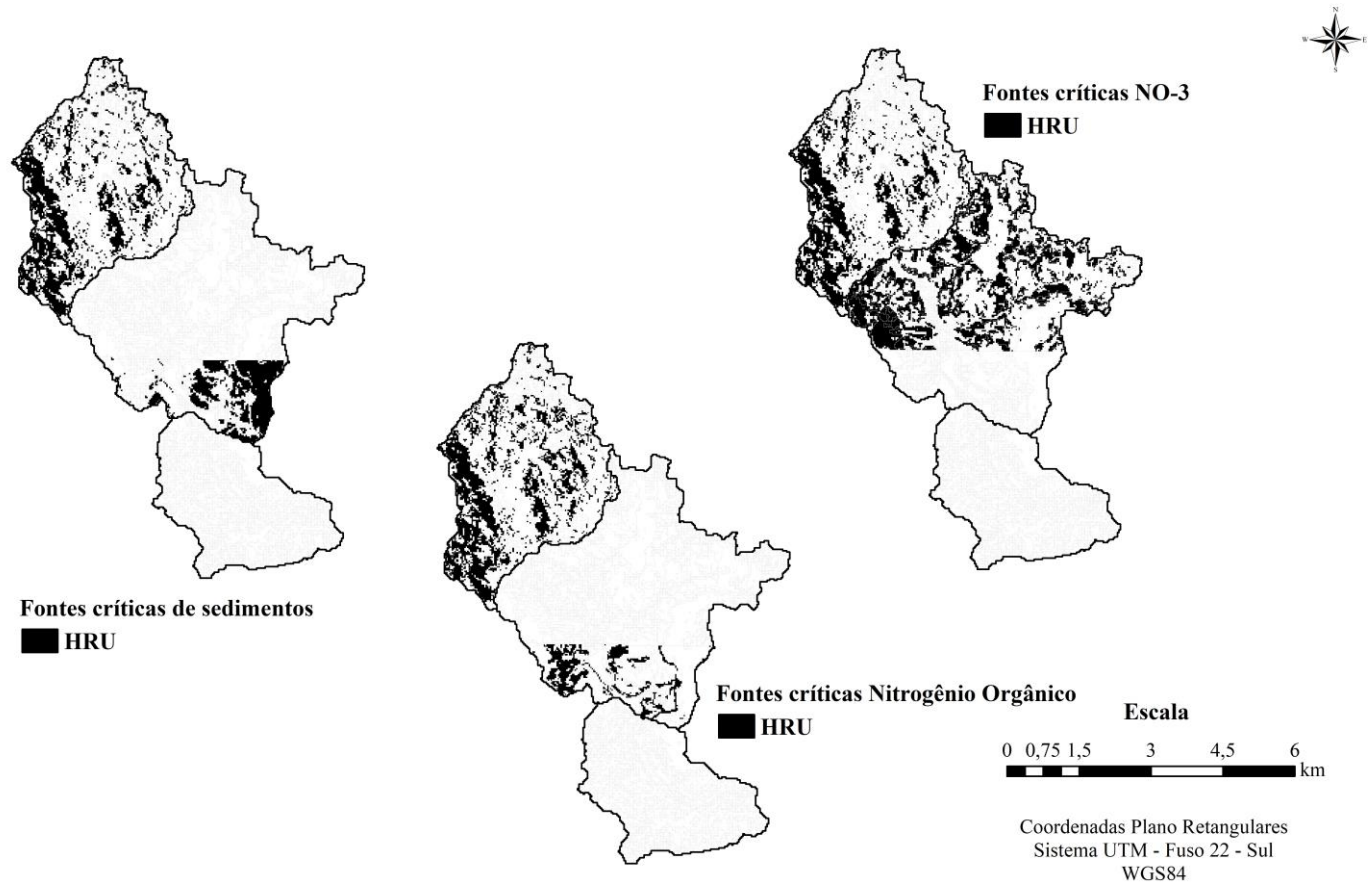 N
W
E
S
Fontes críticas NO-3
HRU
Fontes críticas de sedimentos
HRU
Fontes críticas Nitrogênio Orgânico
HRU
Escala
0 0,75 1,5 3 4,5 6
km
Coordenadas Plano Retangulares
Sistema UTM - Fuso 22 - Sul
WGS84